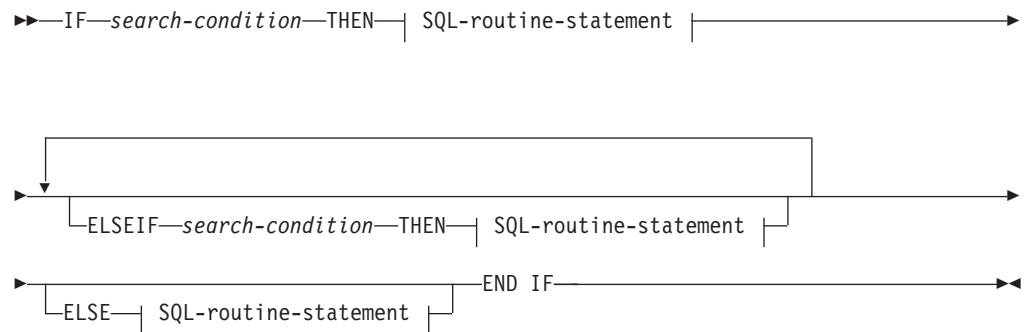 IF search-condition THEN SQL-routine-statement
ELSEIF search-condition THEN SQL-routine-statement
END IF
ELSE SQL-routine-statement